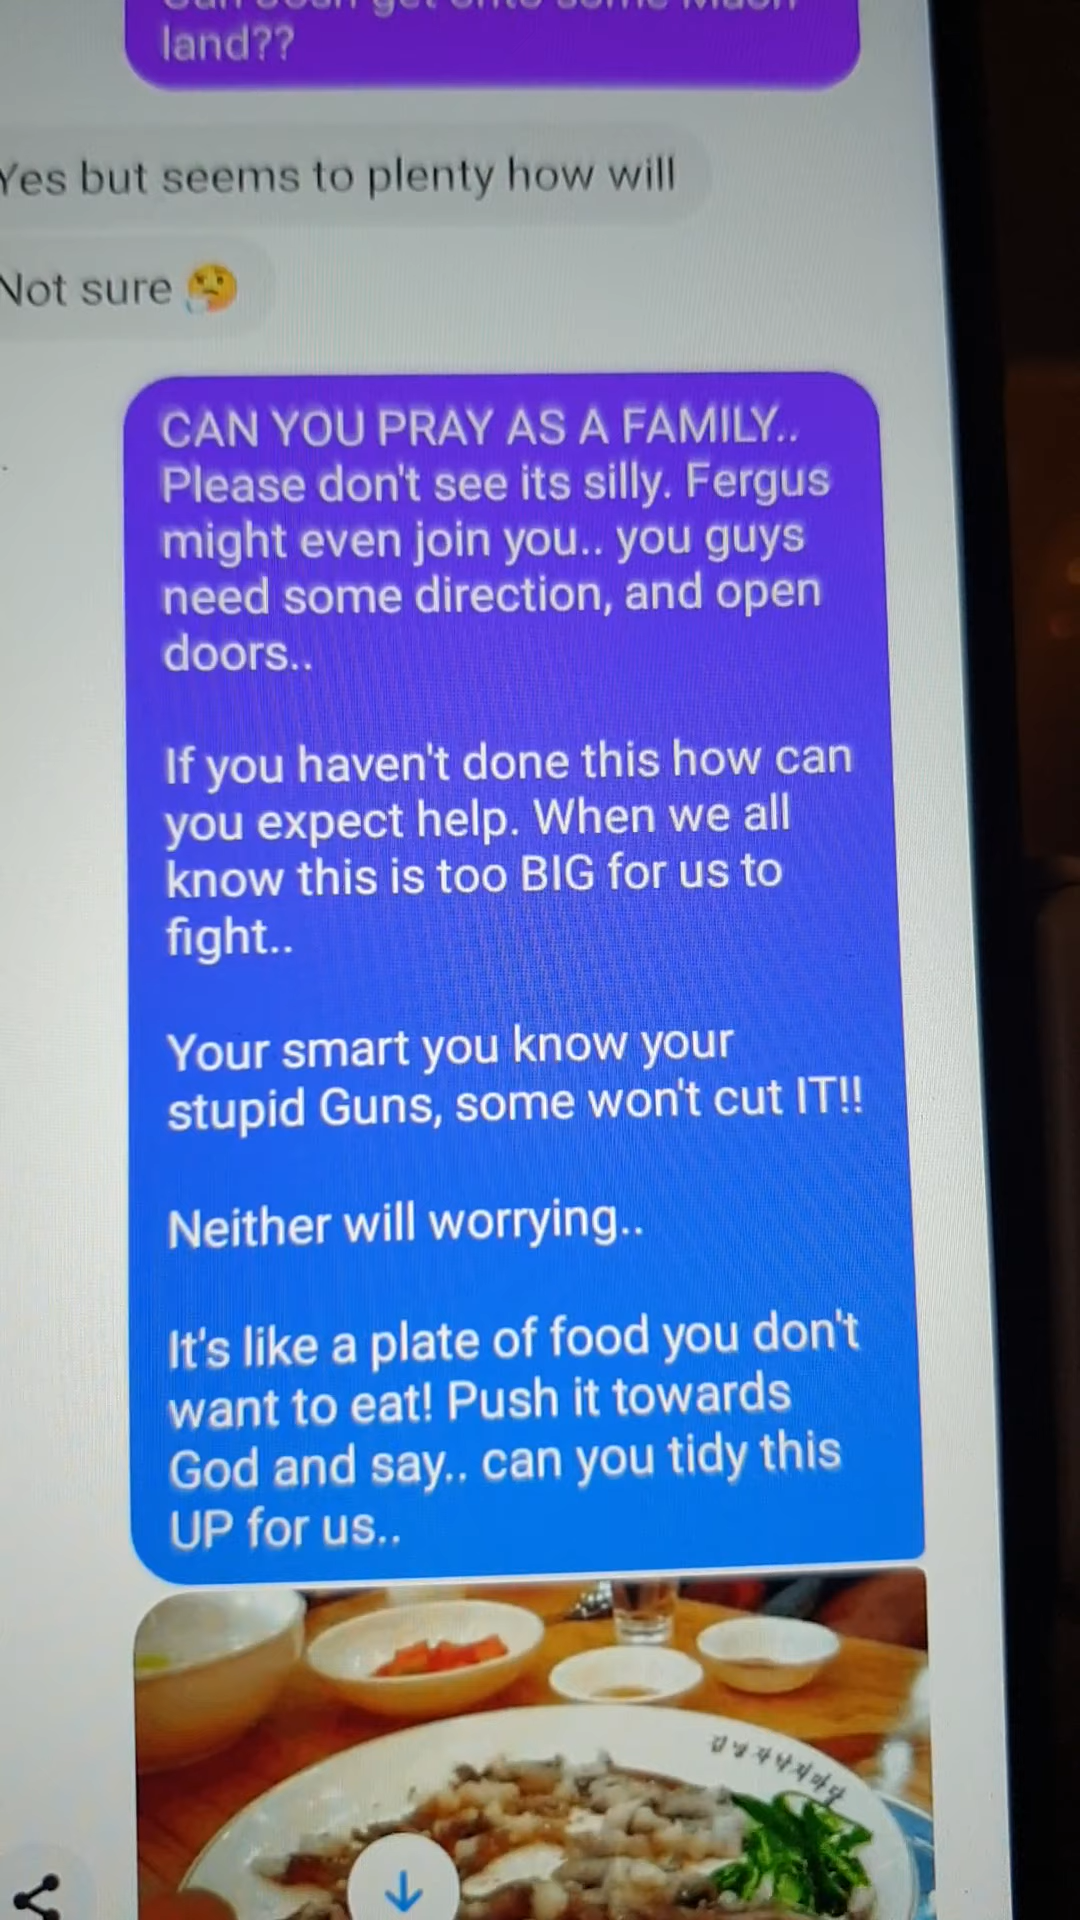 land??
Yes but seems to plenty how will
Not sure 🤔
CAN YOU PRAY AS A FAMILY..
Please don't see its silly. Fergus
might even join you.. you guys
need some direction, and open
doors..
If you haven't done this how can
you expect help. When we all
know this is too BIG for us to
fight..
Your smart you know your
stupid Guns, some won't cut IT!!
Neither will worrying..
It's like a plate of food you don't
want to eat! Push it towards
God and say.. can you tidy this
UP for us..